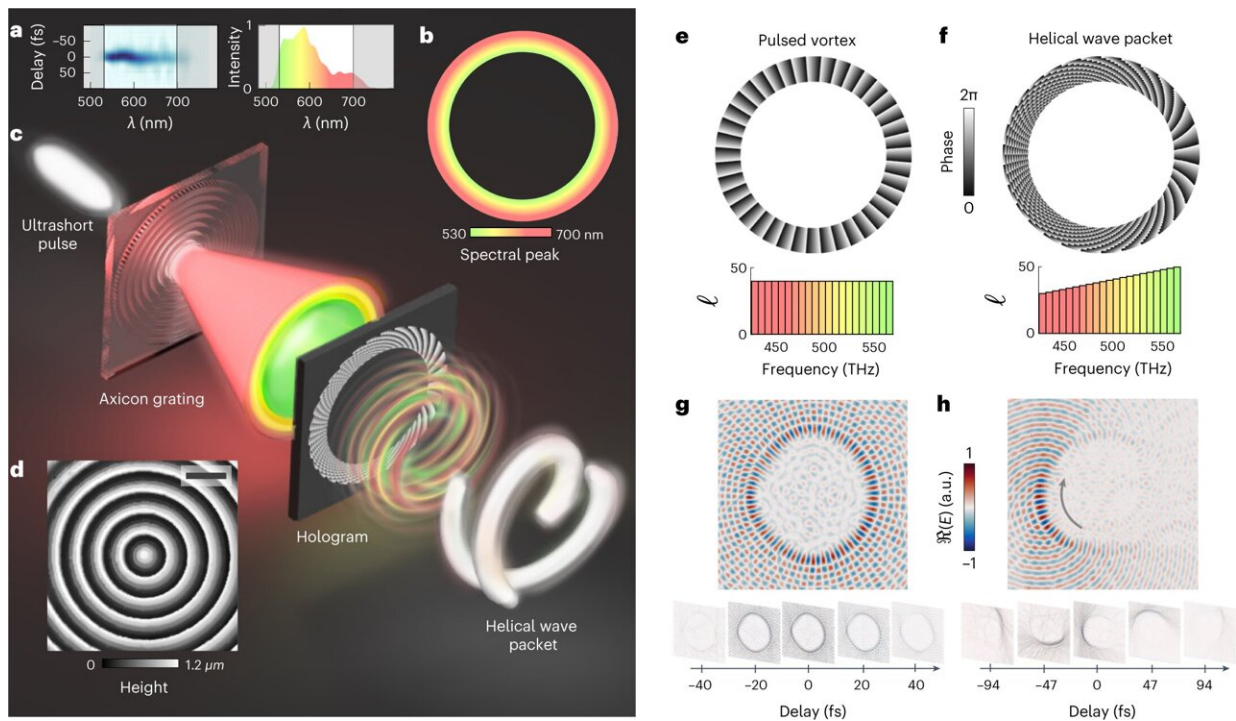 a
Delay (fs)
−50
0
50
500 600 700
λ (nm)
Intensity
1
0
500 600 700
λ (nm)
b
530 700 nm
Spectral peak
c
Ultrashort
pulse
Axicon grating
Hologram
Helical wave
packet
d
0 1.2 μm
Height
e
Pulsed vortex
ℓ
50
0
450 500 550
Frequency (THz)
f
Helical wave packet
2π
Phase
0
ℓ
50
0
450 500 550
Frequency (THz)
g
−40 −20 0 20 40
Delay (fs)
h
1
ℜ(E) (a.u.)
−1
−94 −47 0 47 94
Delay (fs)